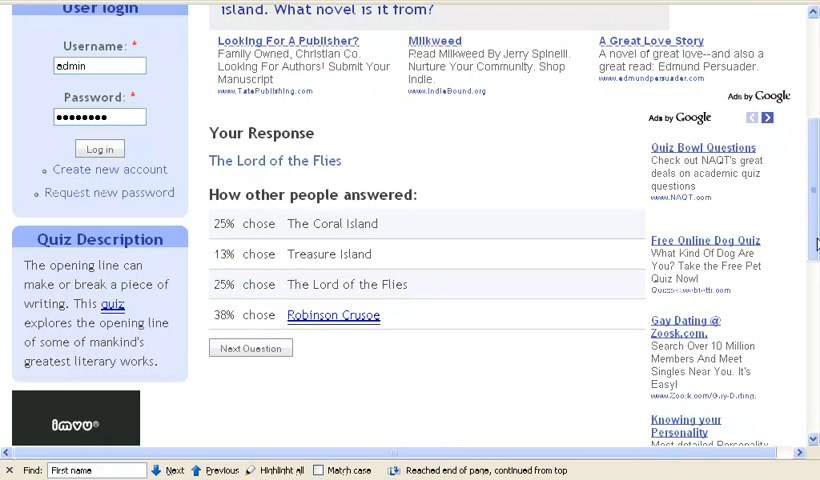 User login
island. What novel is it from?
Username: *
admin
Password: *
Log in
Create new account
Request new password
Quiz Description
The opening line can
make or break a piece of
writing. This quiz
explores the opening line
of some of mankind's
greatest literary works.
imvu®
Looking For A Publisher?
Family Owned, Christian Co.
Looking For Authors! Submit Your
Manuscript
www.TatePublishing.com
Milkweed
Read Milkweed By Jerry Spinelli.
Nurture Your Community. Shop
Indie.
www.IndieBound.org
A Great Love Story
A novel of great love--and also a
great read: Edmund Persuader.
www.edmundpersuader.com
Ads by Google
Your Response
The Lord of the Flies
How other people answered:
25% chose The Coral Island
13% chose Treasure Island
25% chose The Lord of the Flies
38% chose Robinson Crusoe
Next Question
Ads by Google
Quiz Bowl Questions
Check out NAQT's great
deals on academic quiz
questions
www.NAQT.com
Free Online Dog Quiz
What Kind Of Dog Are
You? Take the Free Pet
Quiz Now!
Gay Dating @
Zoosk.com.
Search Over 10 Million
Members And Meet
Singles Near You. It's
Easy!
www.Zoosk.com/Gay-Dating.
Knowing your
Personality
Most detailed Personality
Find: First name Next Previous Highlight all Match case Reached end of page, continued from top